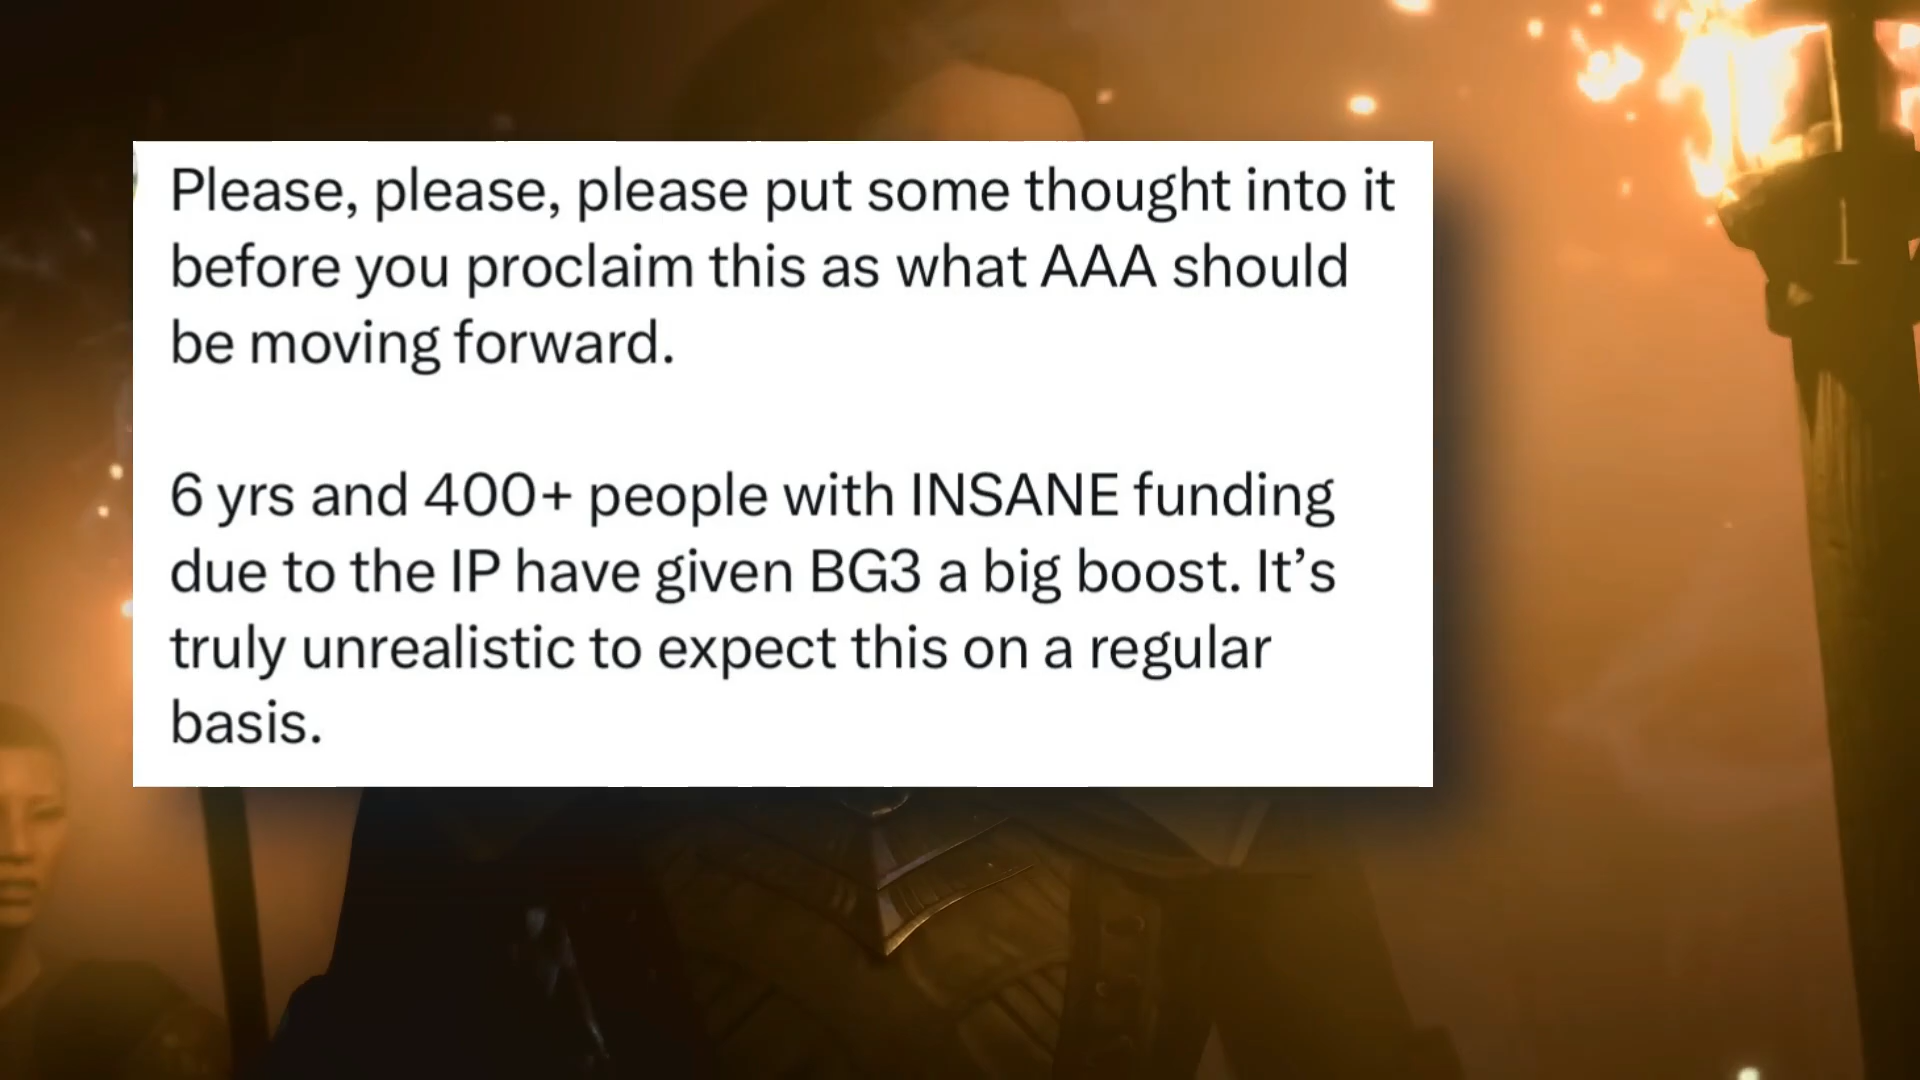 Please, please, please put some thought into it
before you proclaim this as what AAA should
be moving forward.
6 yrs and 400+ people with INSANE funding
due to the IP have given BG3 a big boost. It’s
truly unrealistic to expect this on a regular
basis.